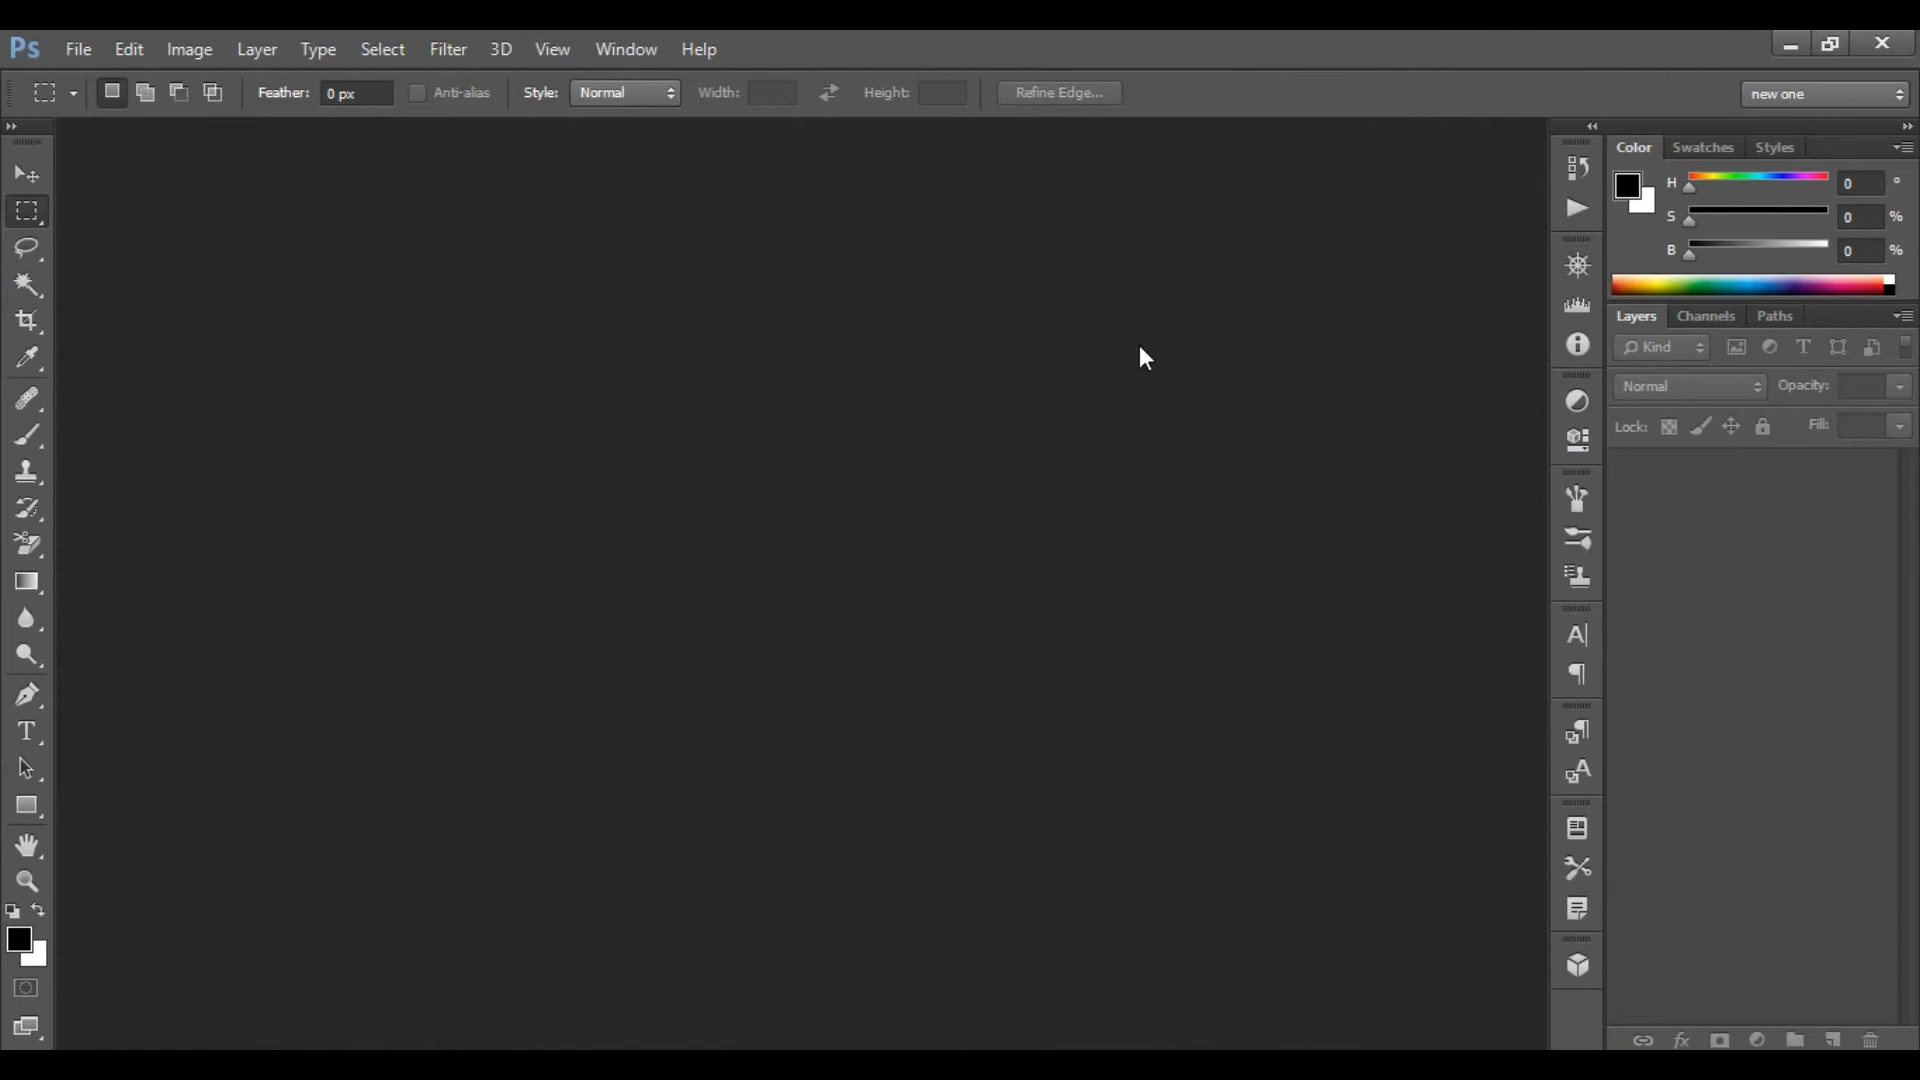 Ps File Edit Image Layer Type Select Filter 3D View Window Help
Feather: 0 px Anti-alias Style: Normal Width: Height: Refine Edge... new one
Color Swatches Styles
H 0 °
S 0 %
B 0 %
Layers Channels Paths
Kind
Normal Opacity:
Lock: Fill: